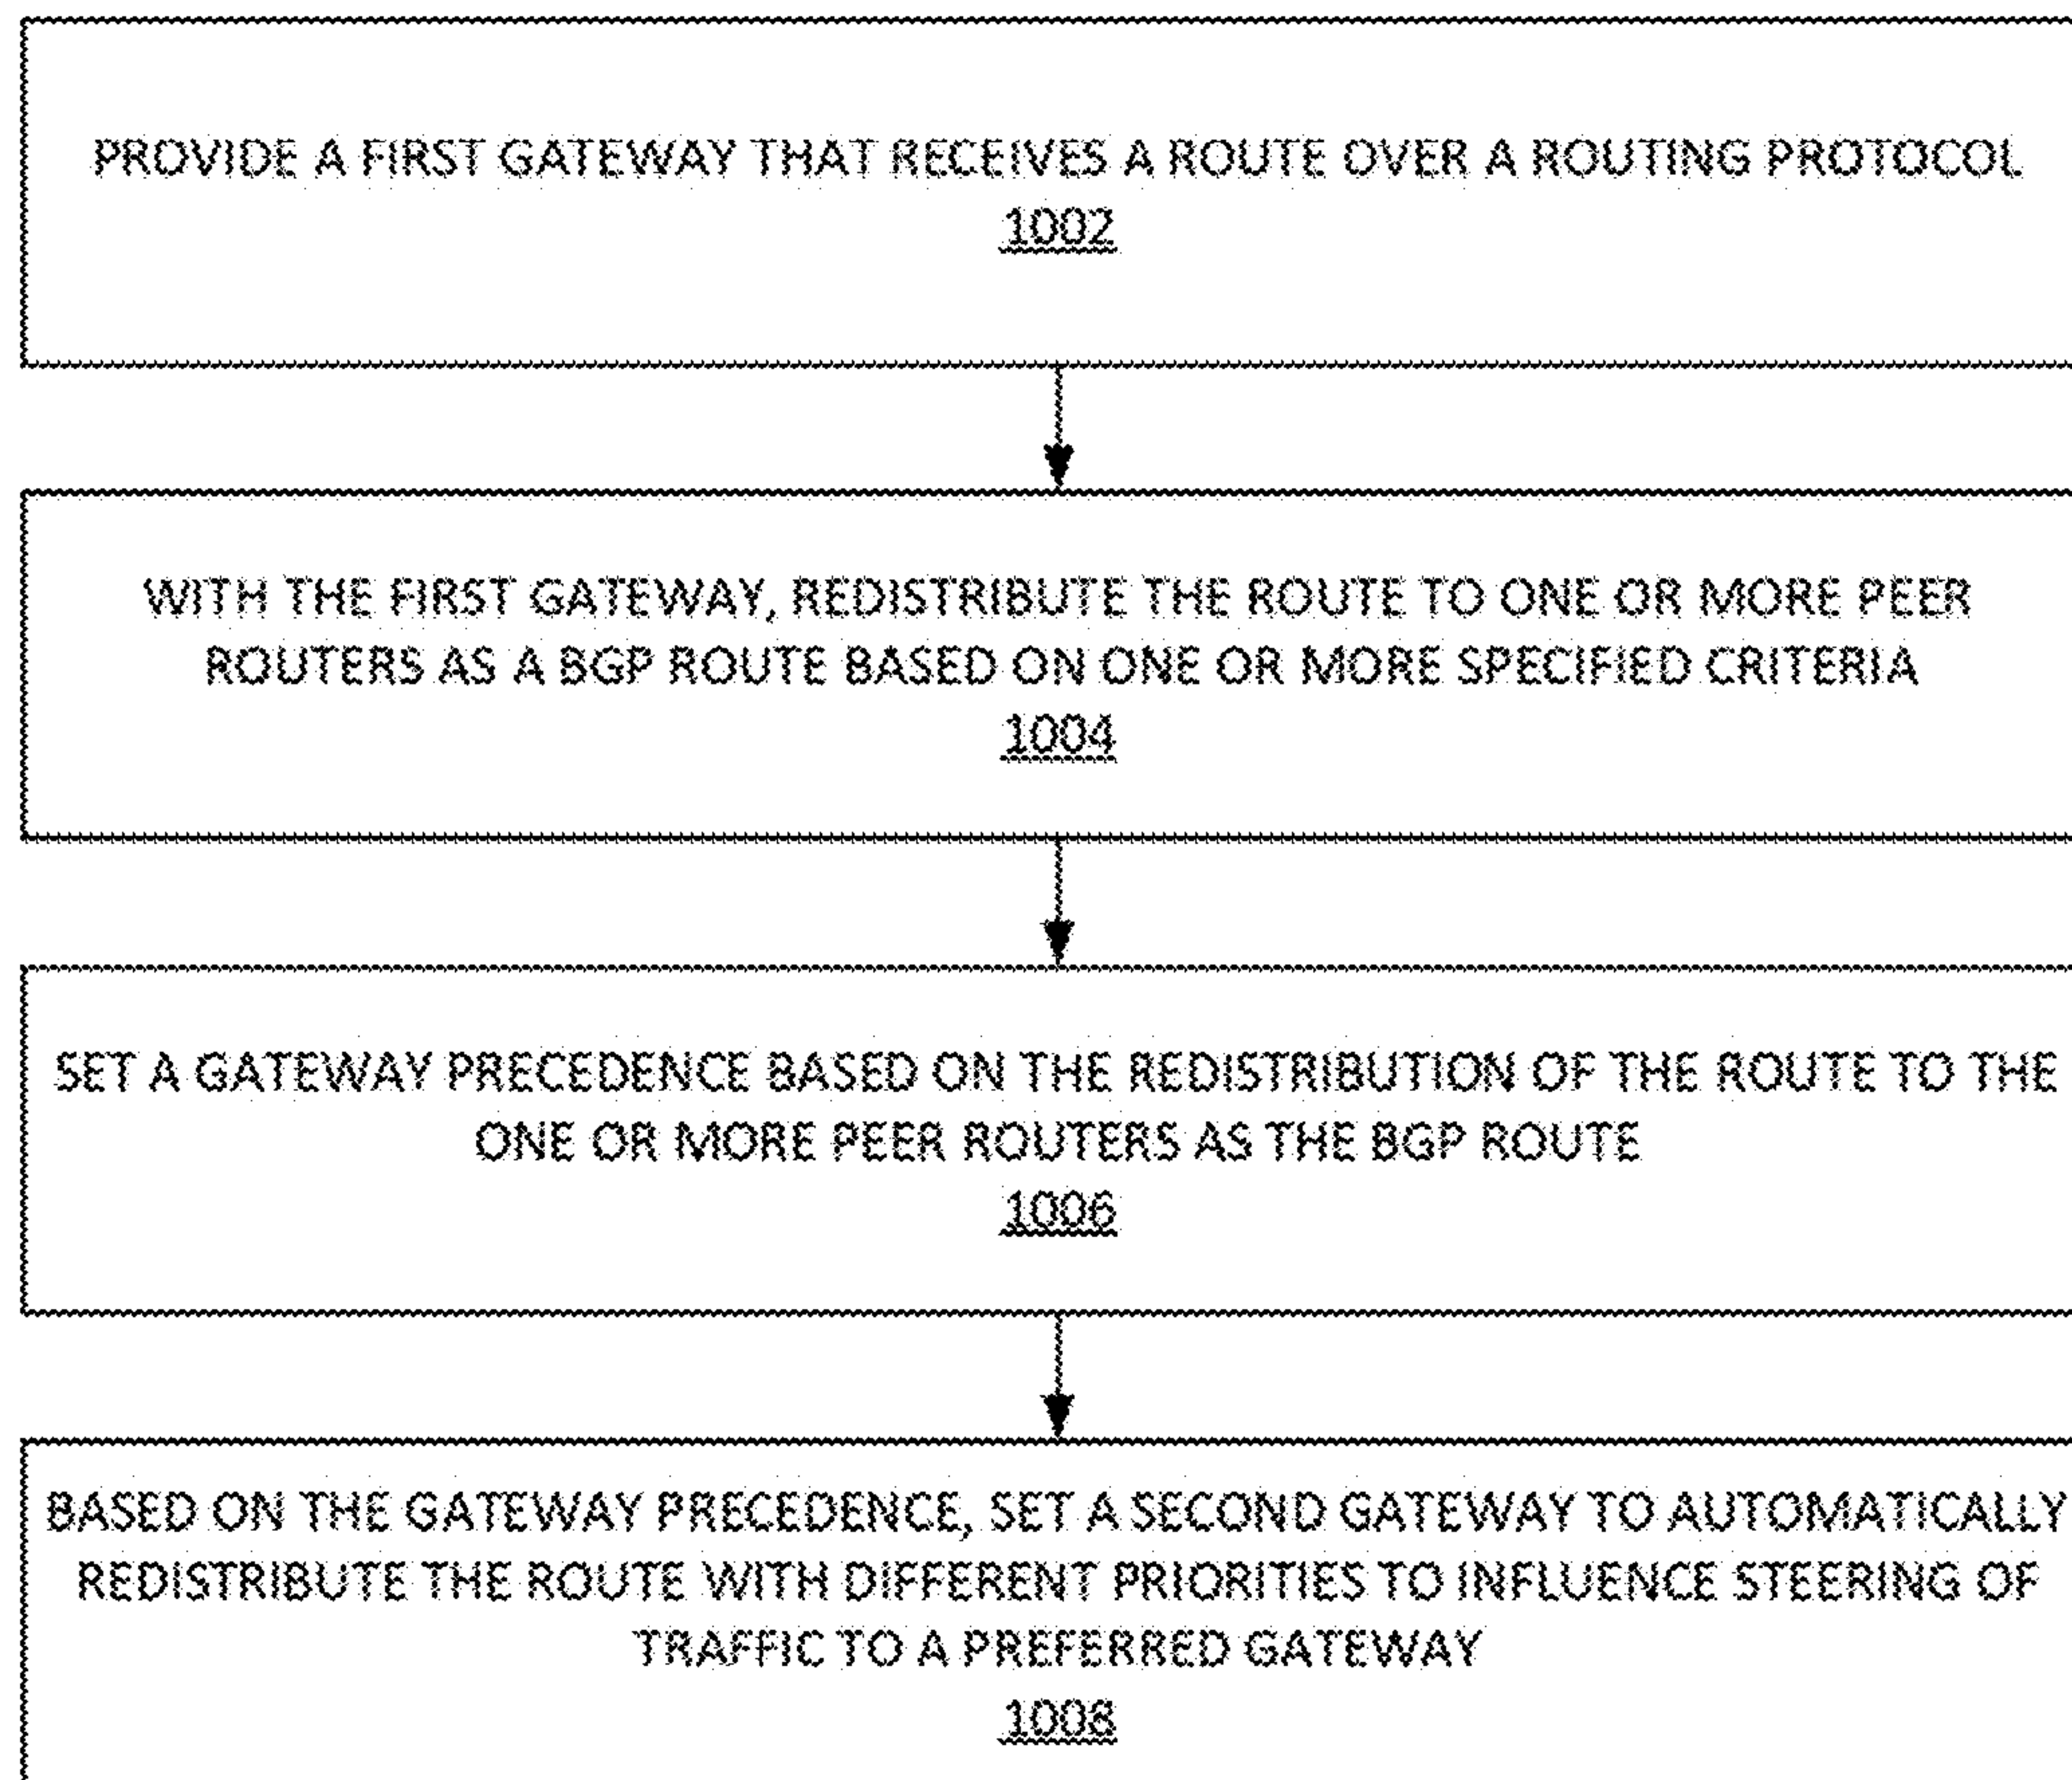 PROVIDE A FIRST GATEWAY THAT RECEIVES A ROUTE OVER A ROUTING PROTOCOL
1002
WITH THE FIRST GATEWAY, REDISTRIBUTE THE ROUTE TO ONE OR MORE PEER
ROUTERS AS A BGP ROUTE BASED ON ONE OR MORE SPECIFIED CRITERIA
1004
SET A GATEWAY PRECEDENCE BASED ON THE REDISTRIBUTION OF THE ROUTE TO THE
ONE OR MORE PEER ROUTERS AS THE BGP ROUTE
1006
BASED ON THE GATEWAY PRECEDENCE, SET A SECOND GATEWAY TO AUTOMATICALLY
REDISTRIBUTE THE ROUTE WITH DIFFERENT PRIORITIES TO INFLUENCE STEERING OF
TRAFFIC TO A PREFERRED GATEWAY
1008